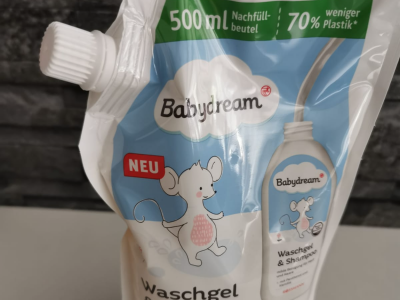 500 ml Nachfüll-
beutel
70% weniger
Plastik*
Babydream
NEU
Babydream
Waschgel
& Shampoo
Waschgel